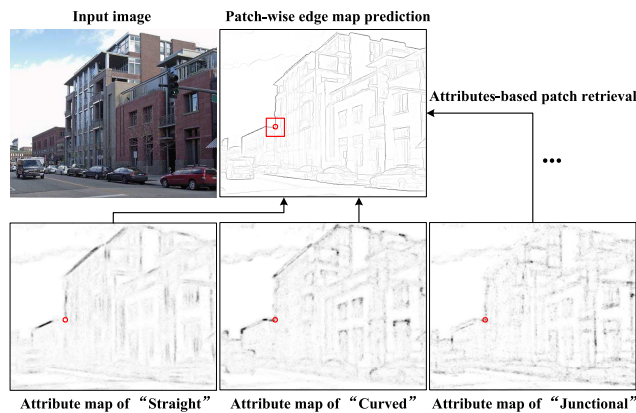 Input image
Patch-wise edge map prediction
Attributes-based patch retrieval
...
Attribute map of “Straight”
Attribute map of “Curved”
Attribute map of “Junctional”